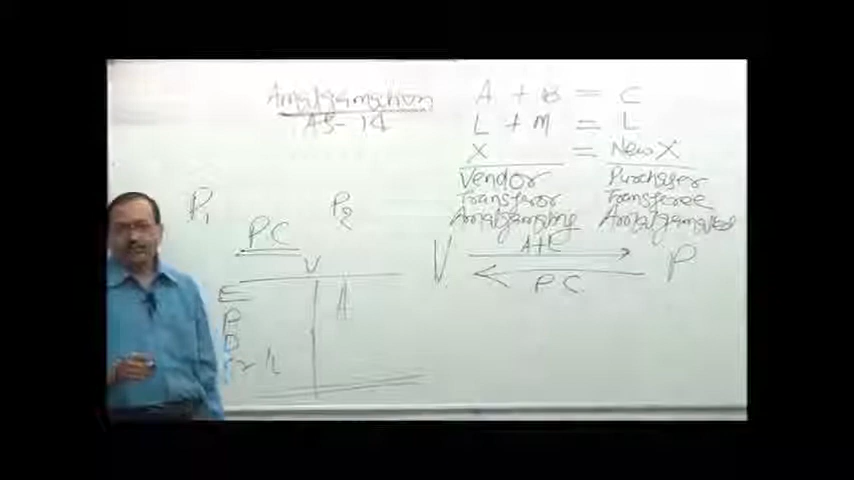 Amalgamation
AS-14
A + B = C
L + M = L
X = New X
Vendor Purchaser
Transferor Transferee
Amalgamating Amalgamated
P1 P2
PC
V
E
P
D
A
V A+L P
PC